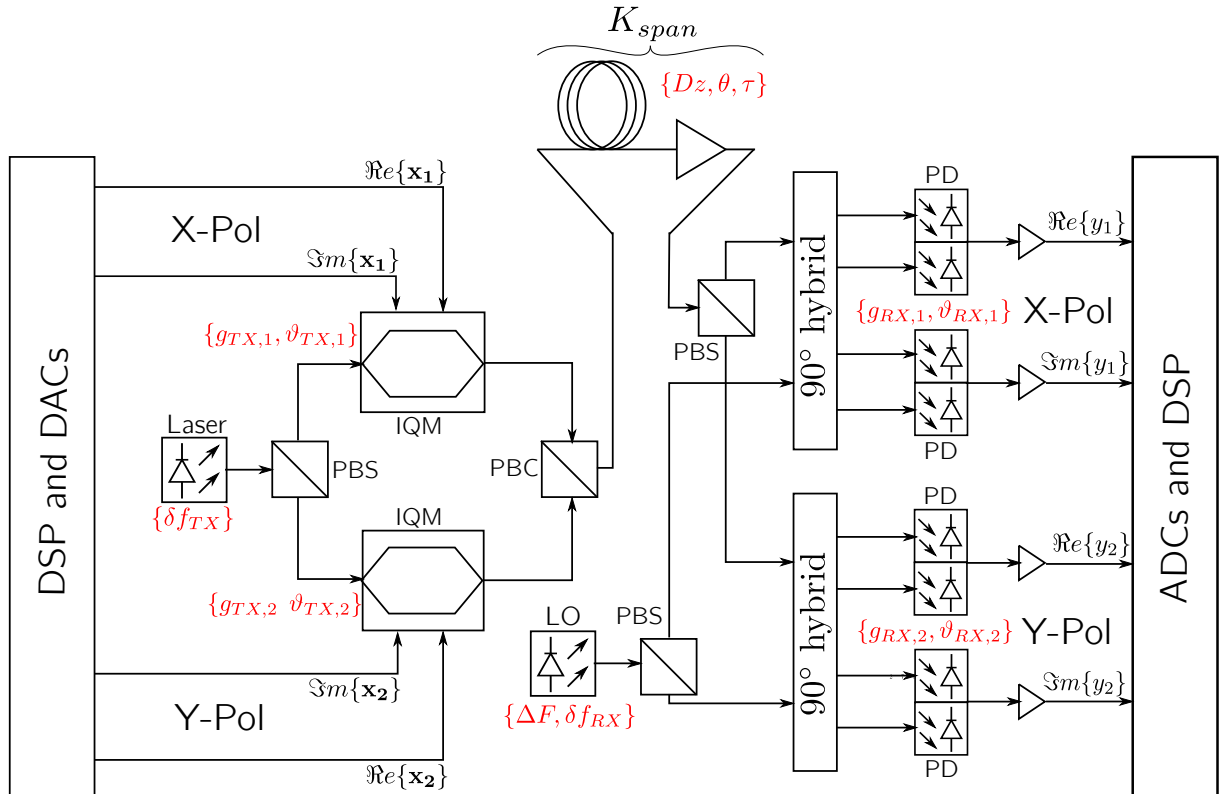 K_{span}
{Dz, θ, τ}
DSP and DACs
ℜe{x₁}
X-Pol
ℑm{x₁}
{g_{TX,1}, ϑ_{TX,1}}
IQM
Laser
PBS
{δf_{TX}}
PBC
IQM
{g_{TX,2} ϑ_{TX,2}}
ℑm{x₂}
Y-Pol
ℜe{x₂}
PBS
LO
PBS
{ΔF, δf_{RX}}
90° hybrid
PD
ℜe{y₁}
{g_{RX,1}, ϑ_{RX,1}}
X-Pol
ℑm{y₁}
PD
90° hybrid
PD
ℜe{y₂}
{g_{RX,2}, ϑ_{RX,2}}
Y-Pol
ℑm{y₂}
PD
ADCs and DSP